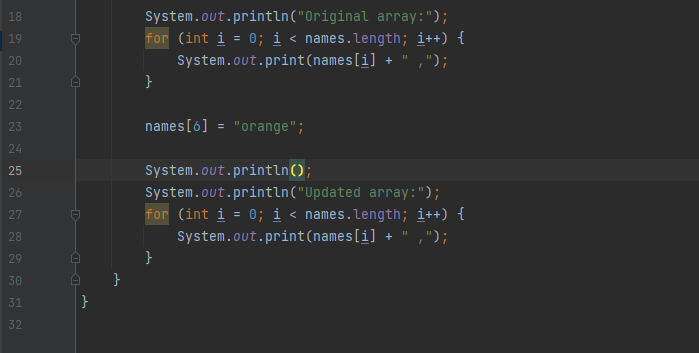 18 System.out.println("Original array:");
19 for (int i = 0; i < names.length; i++) {
20 System.out.print(names[i] + " ,");
21 }
22
23 names[6] = "orange";
24
25 System.out.println();
26 System.out.println("Updated array:");
27 for (int i = 0; i < names.length; i++) {
28 System.out.print(names[i] + " ,");
29 }
30 }
31 }
32